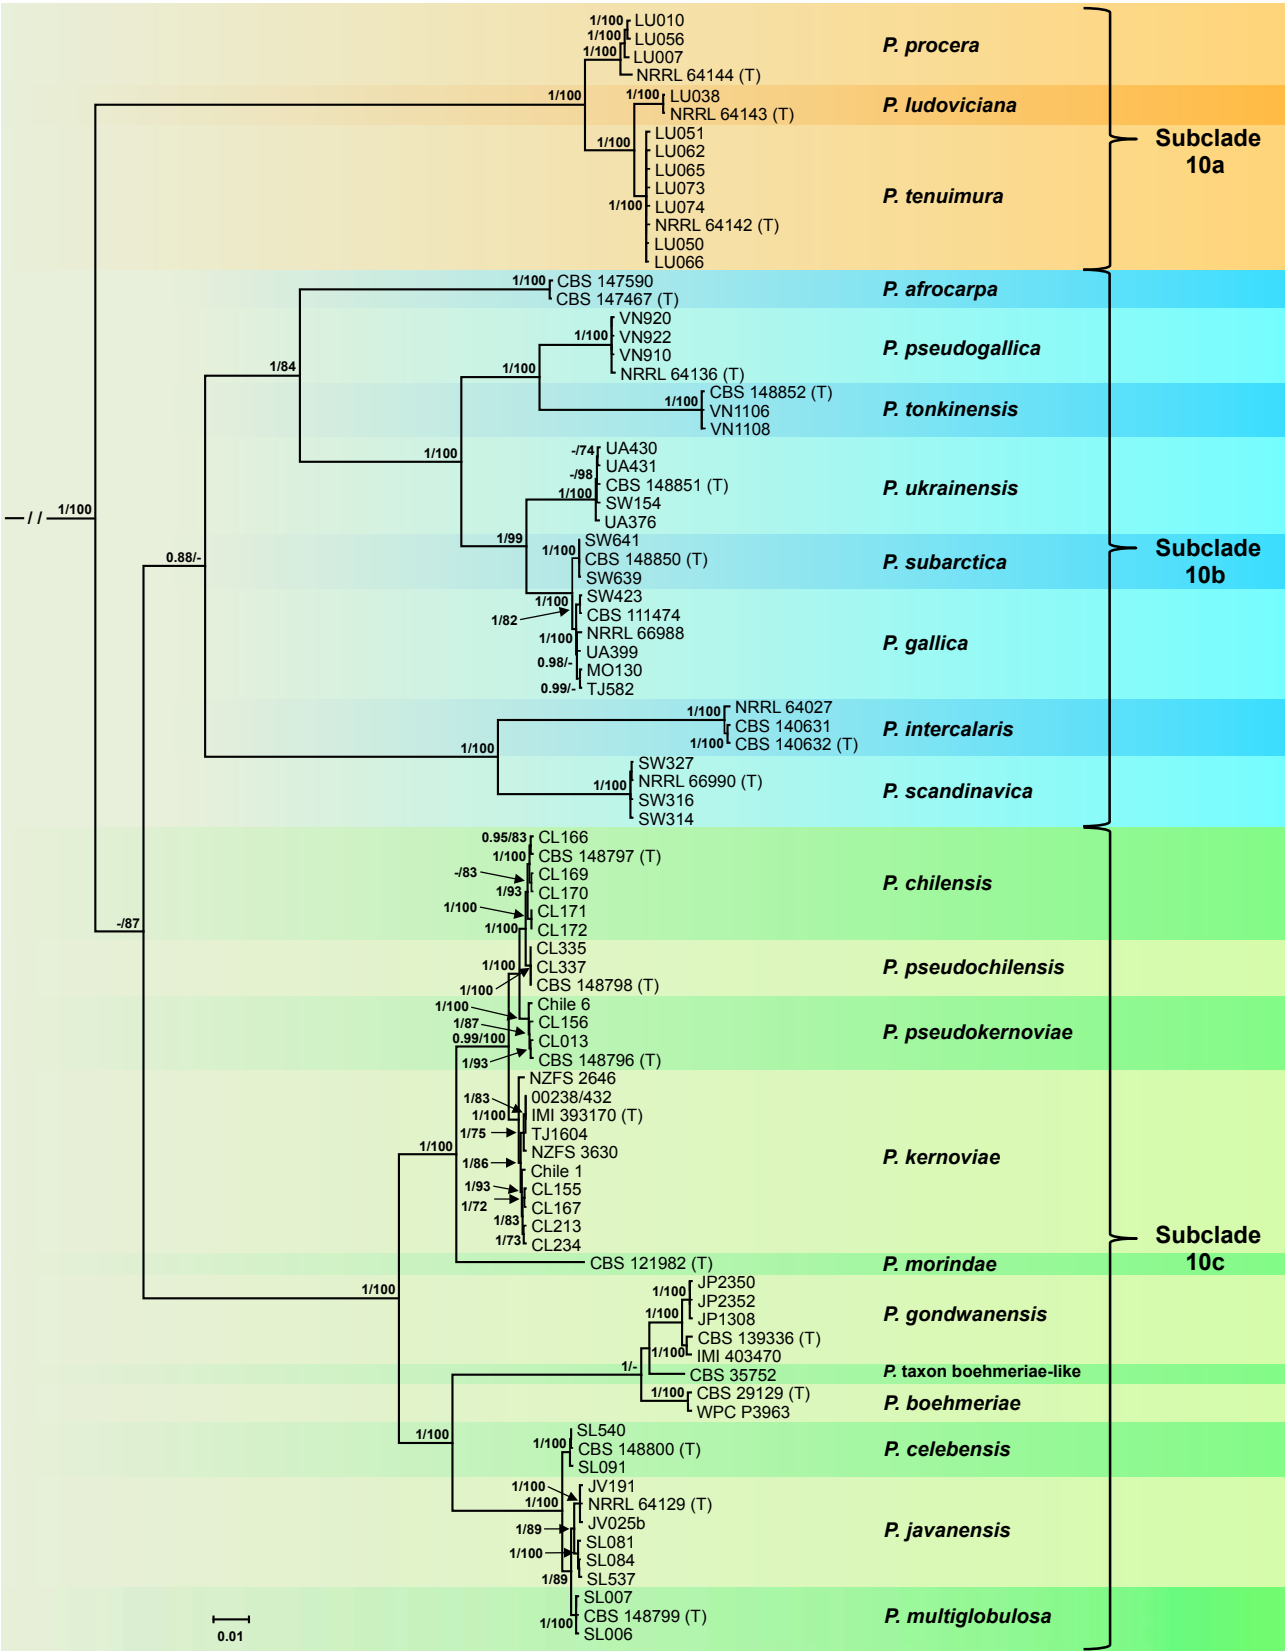 1/100 LU010
1/100 LU056
1/100 LU007
NRRL 64144 (T)
P. procera
1/100
1/100 LU038
NRRL 64143 (T)
P. ludoviciana
1/100
LU051
LU062
LU065
LU073
1/100 LU074
NRRL 64142 (T)
LU050
LU066
P. tenuimura
Subclade
10a
1/100 CBS 147590
CBS 147467 (T)
P. afrocarpa
1/84
VN920
1/100 VN922
VN910
NRRL 64136 (T)
P. pseudogallica
1/100
CBS 148852 (T)
1/100 VN1106
VN1108
P. tonkinensis
1/100
-/74 UA430
UA431
-/98 CBS 148851 (T)
1/100 SW154
UA376
P. ukrainensis
1/99
SW641
1/100 CBS 148850 (T)
SW639
P. subarctica
1/100
SW423
1/82 CBS 111474
NRRL 66988
1/100 UA399
0.98/- MO130
0.99/- TJ582
P. gallica
Subclade
10b
1/100
0.88/-
1/100 NRRL 64027
CBS 140631
1/100 CBS 140632 (T)
P. intercalaris
1/100
SW327
1/100 NRRL 66990 (T)
SW316
SW314
P. scandinavica
0.95/83 CL166
1/100 CBS 148797 (T)
-/83 CL169
1/93 CL170
1/100 CL171
1/100 CL172
P. chilensis
-/87
CL335
1/100 CL337
1/100 CBS 148798 (T)
P. pseudochilensis
1/100 Chile 6
1/87 CL156
0.99/100 CL013
1/93 CBS 148796 (T)
P. pseudokernoviae
NZFS 2646
1/83 00238/432
1/100 IMI 393170 (T)
1/75 TJ1604
NZFS 3630
1/86 Chile 1
1/93 CL155
1/72 CL167
1/83 CL213
1/73 CL234
P. kernoviae
1/100
CBS 121982 (T)
P. morindae
Subclade
10c
1/100
JP2350
1/100 JP2352
1/100 JP1308
CBS 139336 (T)
1/100 IMI 403470
P. gondwanensis
1/-
CBS 35752
P. taxon boehmeriae-like
1/100 CBS 29129 (T)
WPC P3963
P. boehmeriae
1/100
SL540
1/100 CBS 148800 (T)
SL091
P. celebensis
1/100 JV191
1/100 NRRL 64129 (T)
1/89 JV025b
SL081
1/100 SL084
1/89 SL537
P. javanensis
SL007
CBS 148799 (T)
1/100 SL006
P. multiglobulosa
0.01